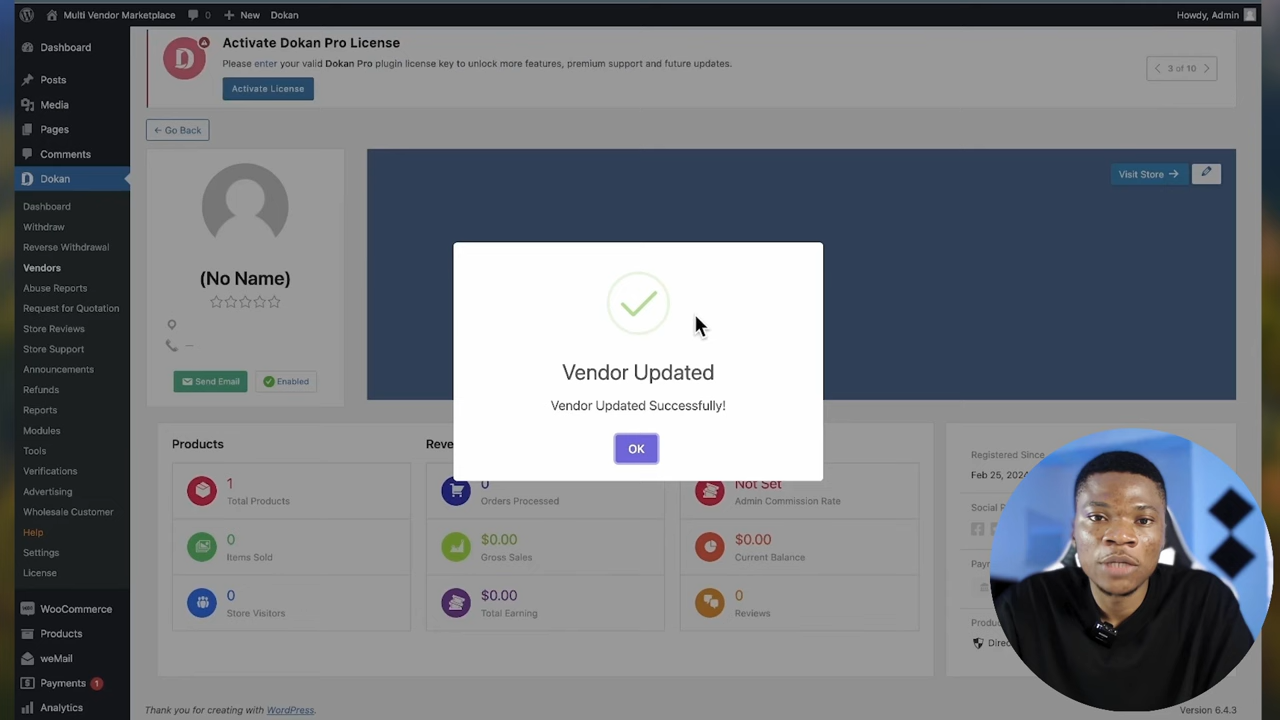 Multi Vendor Marketplace
0
New
Dokan
Howdy, Admin
Dashboard
Posts
Media
Pages
Comments
Dokan
Dashboard
Withdraw
Reverse Withdrawal
Vendors
Abuse Reports
Request for Quotation
Store Reviews
Store Support
Announcements
Refunds
Reports
Modules
Tools
Verifications
Advertising
Wholesale Customer
Help
Settings
License
WooCommerce
Products
weMail
Payments 1
Analytics
Activate Dokan Pro License
Please enter your valid Dokan Pro plugin license key to unlock more features, premium support and future updates.
Activate License
3 of 10
← Go Back
(No Name)
Send Email
Enabled
Visit Store →
Vendor Updated
Vendor Updated Successfully!
OK
Products
1
Total Products
0
Items Sold
0
Store Visitors
0
Orders Processed
$0.00
Gross Sales
$0.00
Total Earning
Not Set
Admin Commission Rate
$0.00
Current Balance
0
Reviews
Registered Since
Feb 25, 2024
Social
Thank you for creating with WordPress.
Version 6.4.3